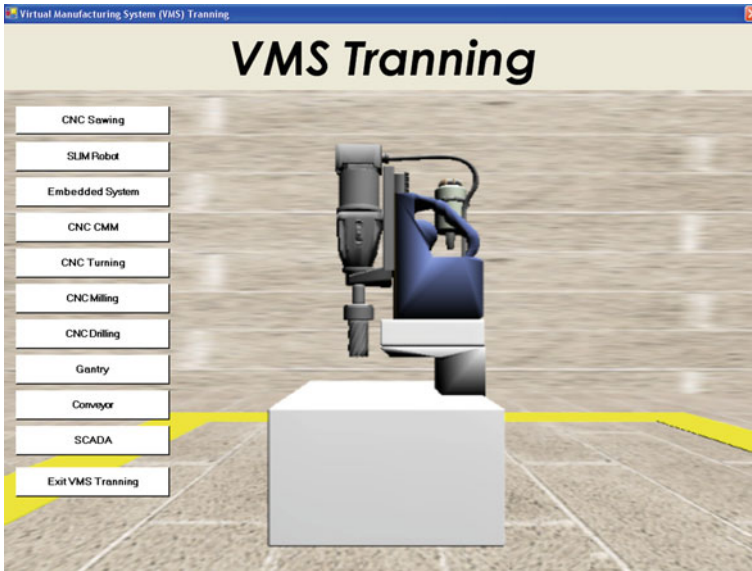 Virtual Manufacturing System (VMS) Tranning
VMS Tranning
CNC Sawing
SLIM Robot
Embedded System
CNC CMM
CNC Turning
CNC Milling
CNC Drilling
Gantry
Conveyor
SCADA
Exit VMS Tranning